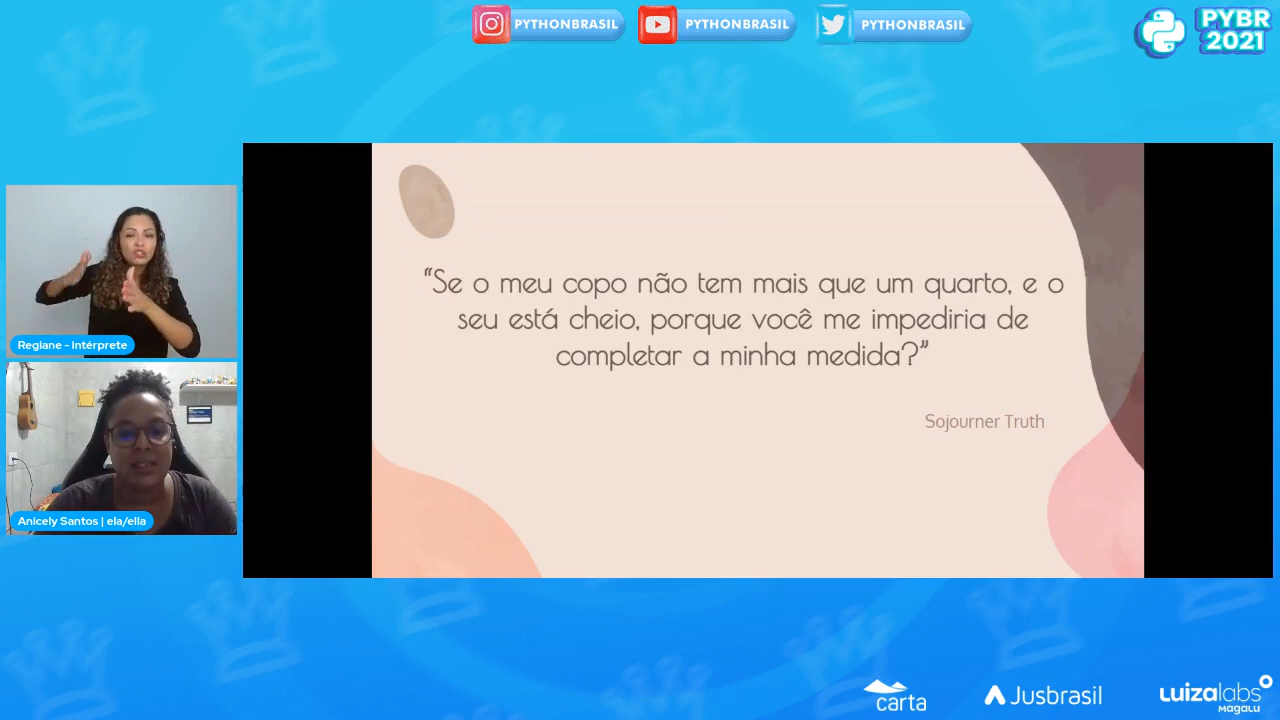 PYTHONBRASIL
PYTHONBRASIL
PYTHONBRASIL
PYBR
2021
"Se o meu copo não tem mais que um quarto, e o
seu está cheio, porque você me impediria de
completar a minha medida?"
Sojourner Truth
Regiane - intérprete
Anicely Santos | ela/ella
carta
Jusbrasil
Luizalabs
MAGALU